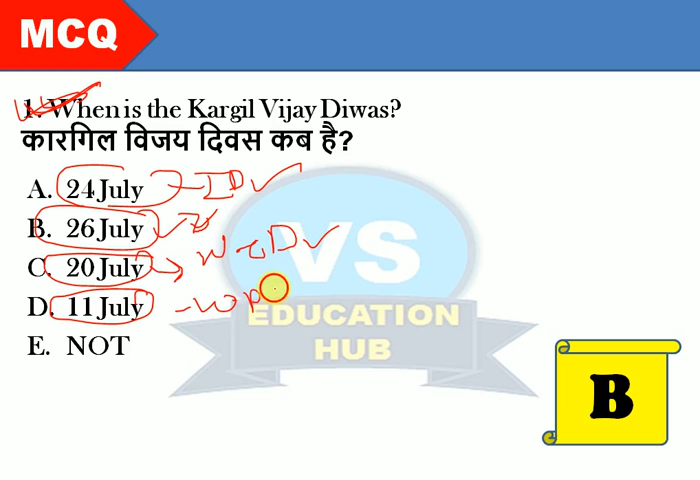 MCQ
1. When is the Kargil Vijay Diwas?
कारगिल विजय दिवस कब है?
A. 24 July
B. 26 July
C. 20 July
D. 11 July
E. NOT
VS
EDUCATION
HUB
B